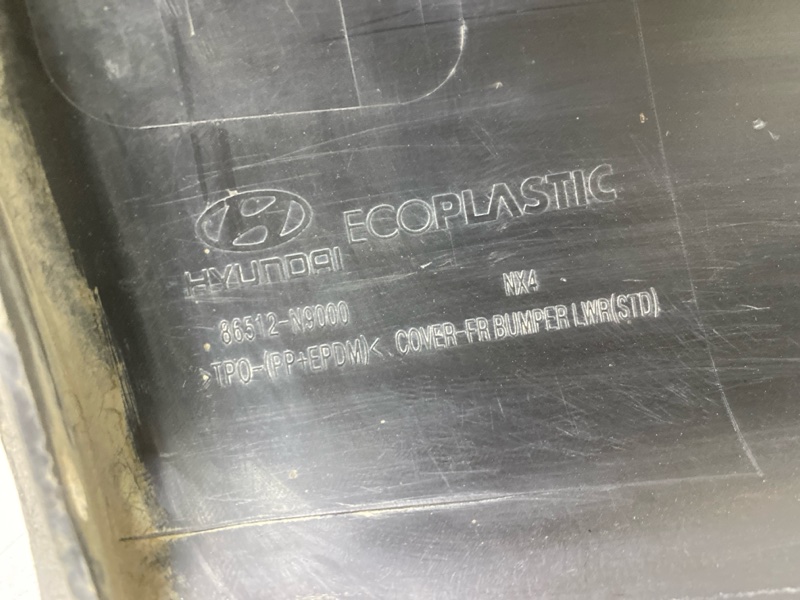 HYUNDAI ECOPLASTIC
86512-N9000 NX4
>TPO-(PP+EPDM)< COVER-FR BUMPER LWR(STD)